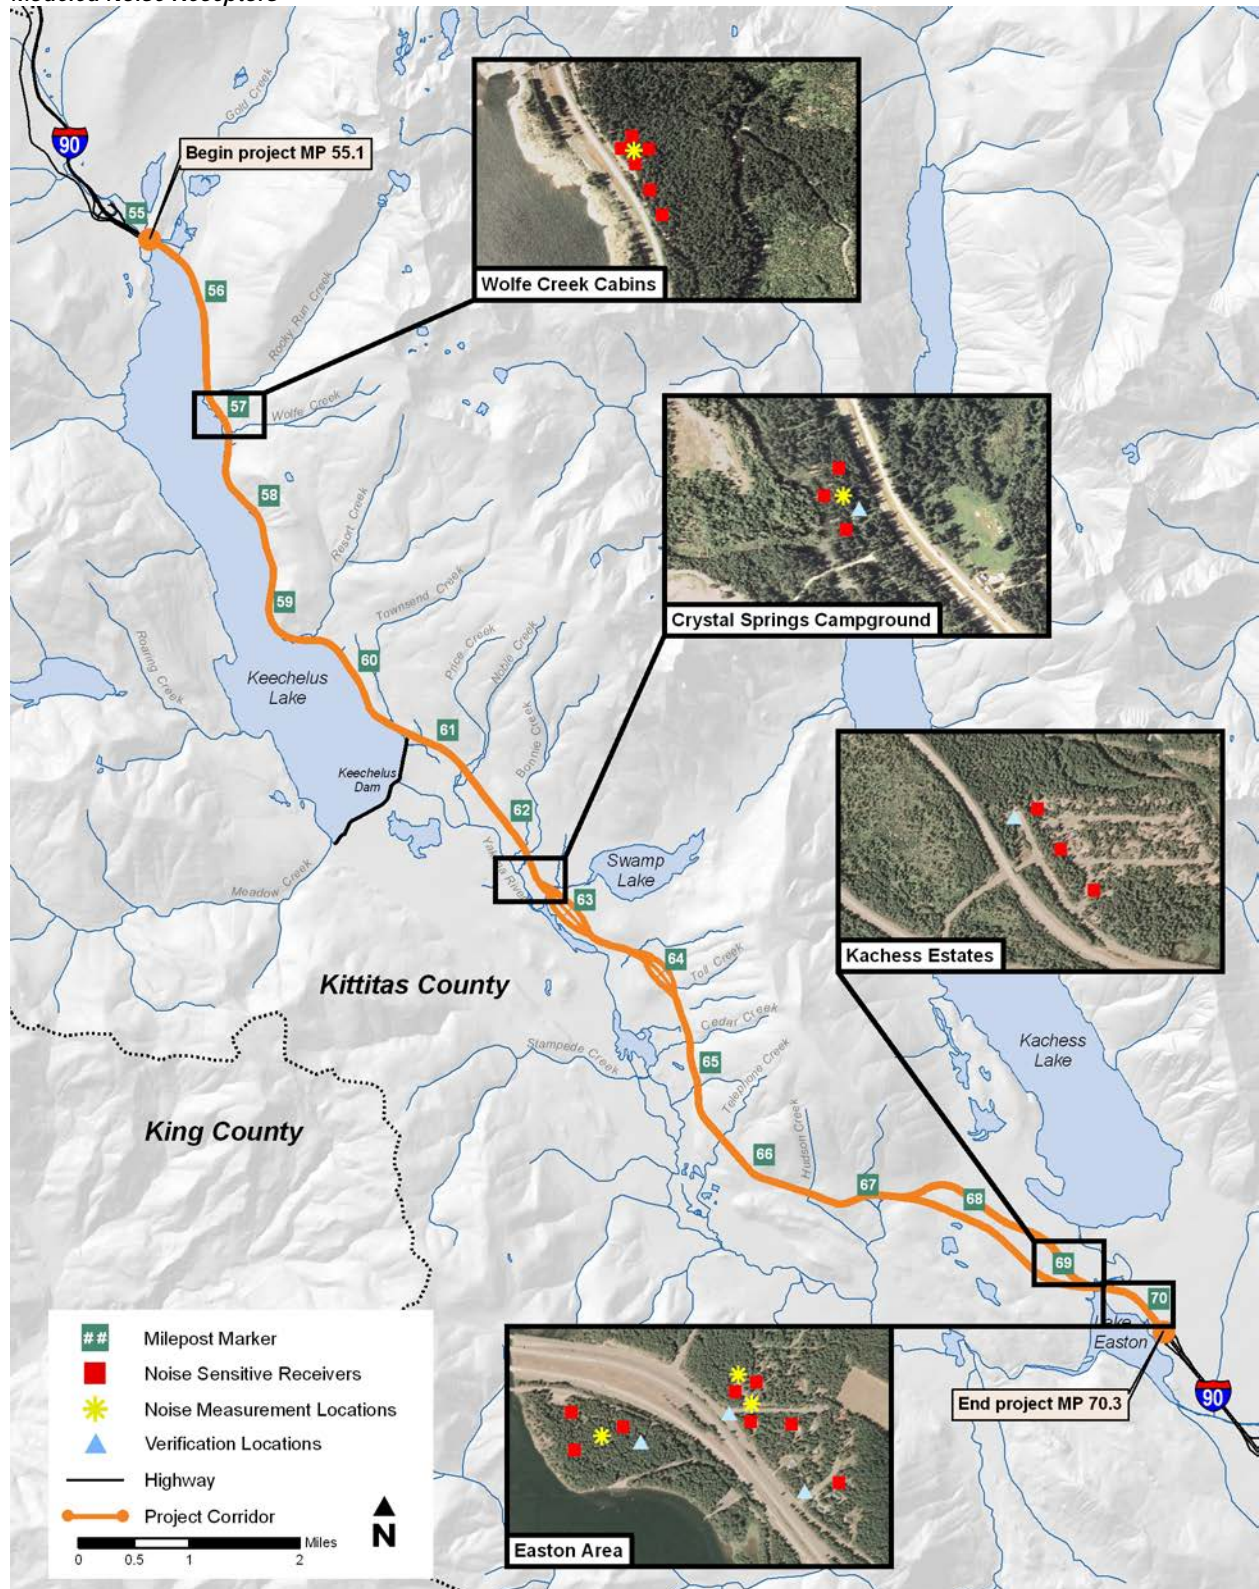 Modeled Noise Receptors
Gold Creek
90
Begin project MP 55.1
55
56
Rocky Run Creek
Wolfe Creek Cabins
57
Wolfe Creek
58
Resort Creek
Crystal Springs Campground
59
Townsend Creek
Roaring Creek
60
Price Creek
Noble Creek
Keechelus
Lake
61
Bonnie Creek
Keechelus
Dam
62
Yakima River
Swamp
Lake
Meadow Creek
63
Kachess Estates
64
Toll Creek
Kittitas County
Cedar Creek
Stampede Creek
65
Telephone Creek
Kachess
Lake
King County
66
Hudson Creek
67
68
69
70
Lake
Easton
##
Milepost Marker
Noise Sensitive Receivers
Noise Measurement Locations
Verification Locations
Highway
Project Corridor
N
Miles
0 0.5 1 2
Easton Area
End project MP 70.3
90